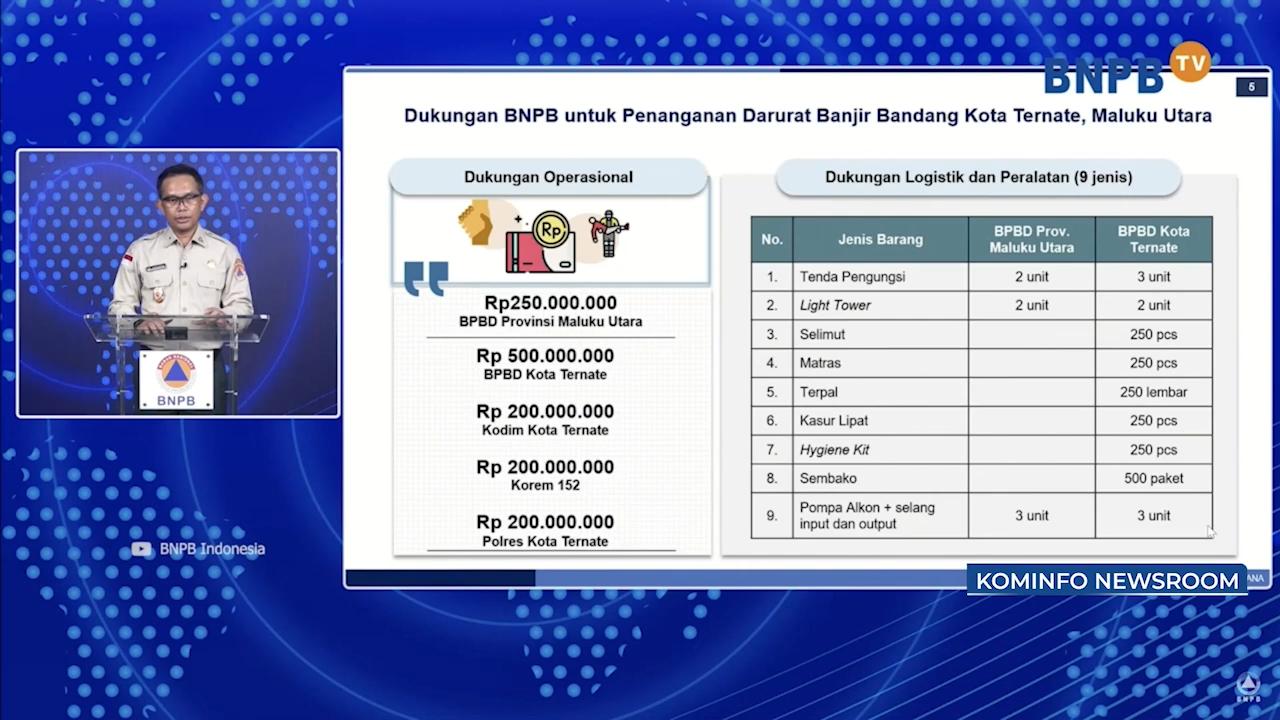 BNPB TV
5
Dukungan BNPB untuk Penanganan Darurat Banjir Bandang Kota Ternate, Maluku Utara
Dukungan Operasional
Rp
Rp250.000.000
BPBD Provinsi Maluku Utara
Rp 500.000.000
BPBD Kota Ternate
Rp 200.000.000
Kodim Kota Ternate
Rp 200.000.000
Korem 152
Rp 200.000.000
Polres Kota Ternate
Dukungan Logistik dan Peralatan (9 jenis)
No. Jenis Barang BPBD Prov. Maluku Utara BPBD Kota Ternate
1. Tenda Pengungsi 2 unit 3 unit
2. Light Tower 2 unit 2 unit
3. Selimut 250 pcs
4. Matras 250 pcs
5. Terpal 250 lembar
6. Kasur Lipat 250 pcs
7. Hygiene Kit 250 pcs
8. Sembako 500 paket
9. Pompa Alkon + selang input dan output 3 unit 3 unit
BNPB
BNPB Indonesia
KOMINFO NEWSROOM
ANA
BNPB